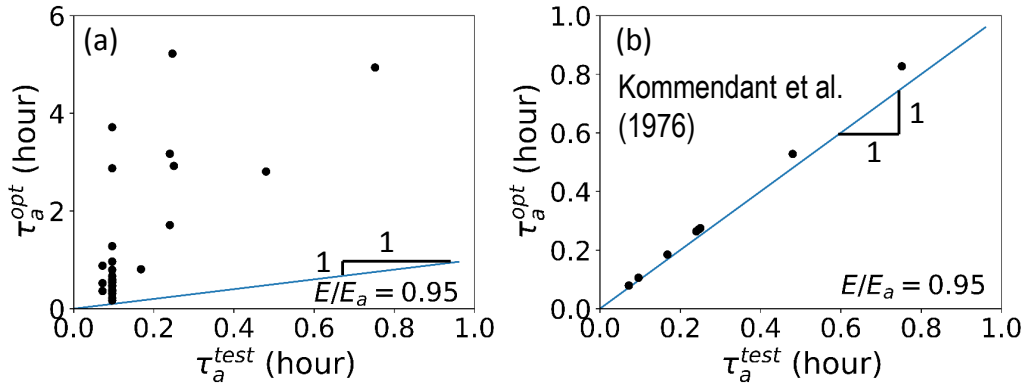 (a)
6
4
2
0
τ_a^{opt} (hour)
1
1
E/E_a = 0.95
0.0 0.2 0.4 0.6 0.8 1.0
τ_a^{test} (hour)
(b)
1.0
0.8
0.6
0.4
0.2
0.0
τ_a^{opt} (hour)
Kommendant et al.
(1976)
1
1
E/E_a = 0.95
0.0 0.2 0.4 0.6 0.8 1.0
τ_a^{test} (hour)